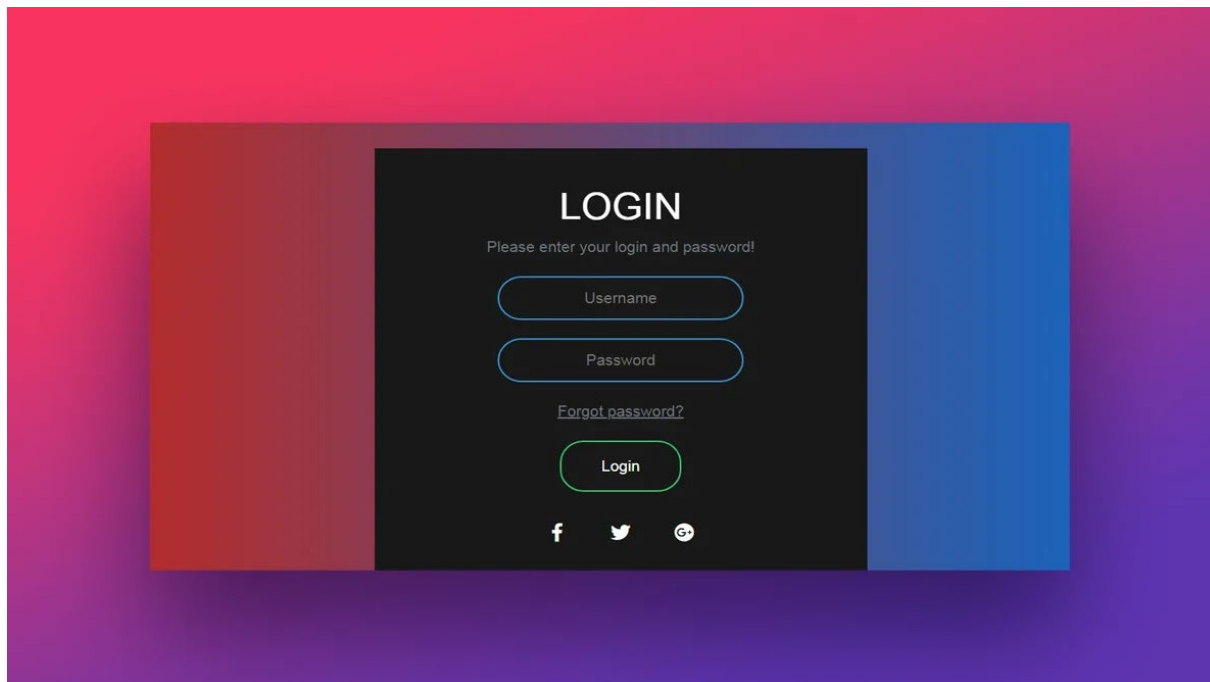 LOGIN
Please enter your login and password!
Username
Password
Forgot password?
Login
G+